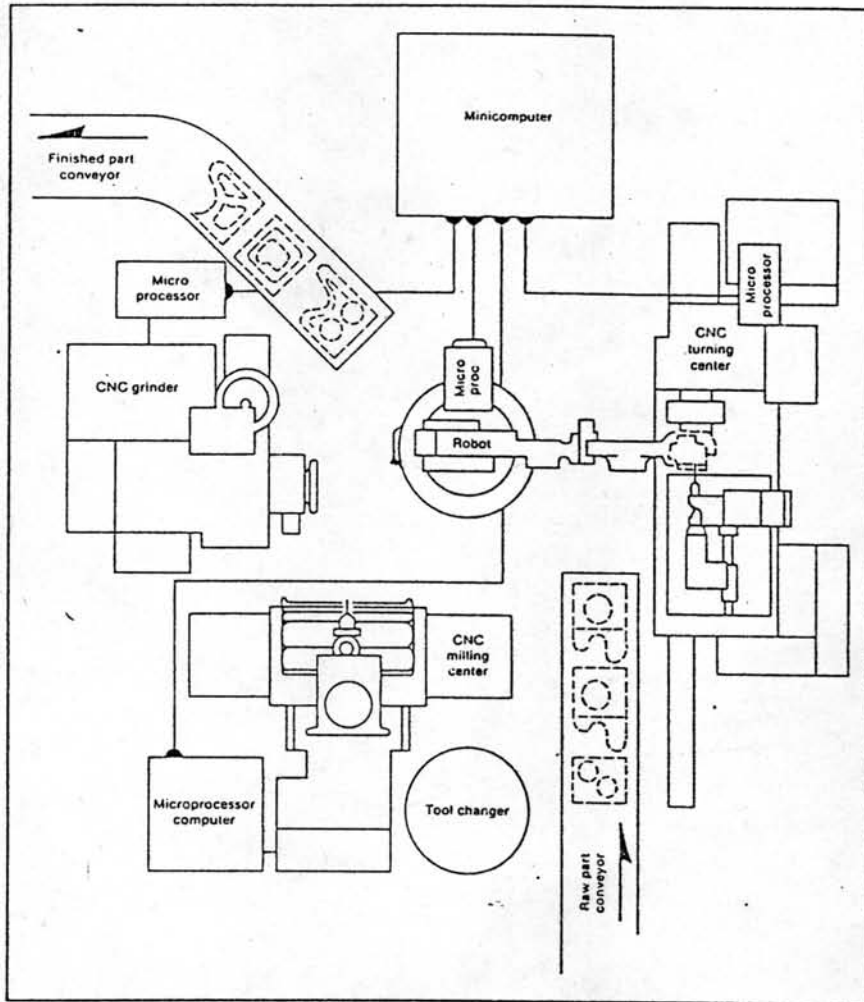 Minicomputer
Finished part
conveyor
Micro
processor
Micro
processor
CNC
turning
center
CNC grinder
Micro
proc
Robot
CNC
milling
center
Microprocessor
computer
Tool changer
Raw part
conveyor